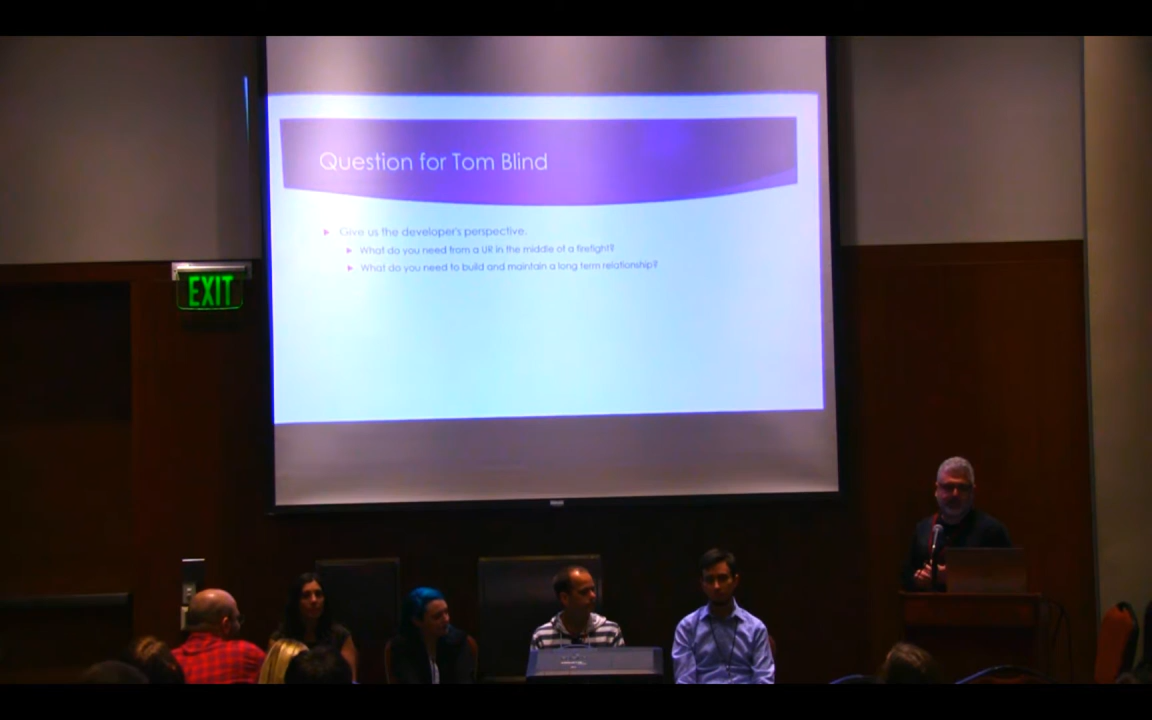 Question for Tom Blind
Give us the developer's perspective.
What do you need from a UR in the middle of a firefight?
What do you need to build and maintain a long term relationship?
EXIT